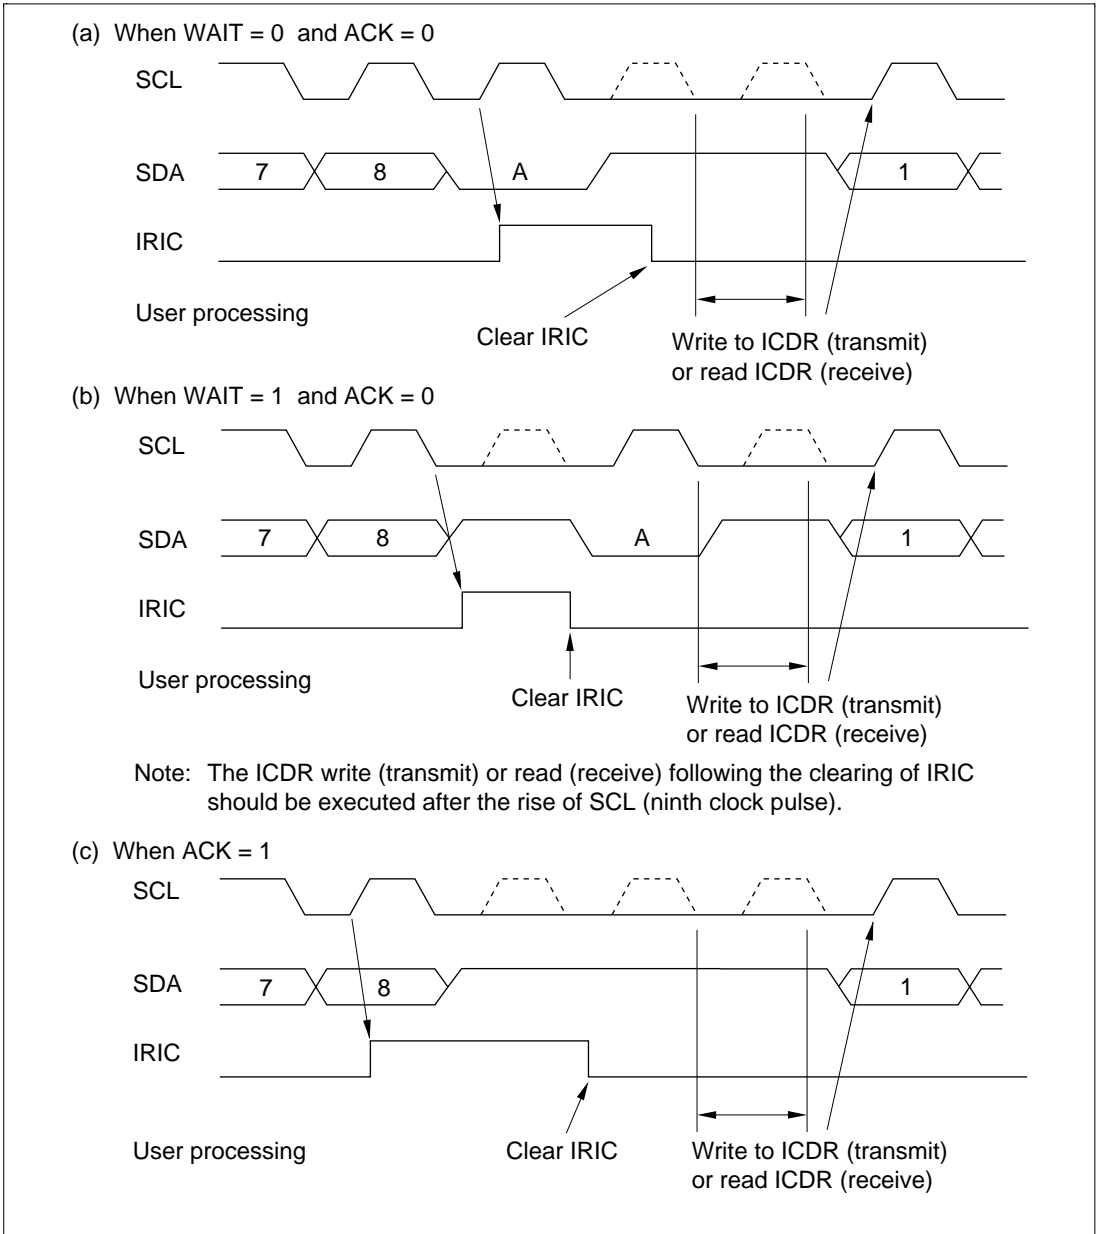 (a) When WAIT = 0 and ACK = 0
SCL
SDA 7 8 A 1
IRIC
User processing
Clear IRIC
Write to ICDR (transmit)
or read ICDR (receive)
(b) When WAIT = 1 and ACK = 0
SCL
SDA 7 8 A 1
IRIC
User processing
Clear IRIC
Write to ICDR (transmit)
or read ICDR (receive)
Note: The ICDR write (transmit) or read (receive) following the clearing of IRIC
should be executed after the rise of SCL (ninth clock pulse).
(c) When ACK = 1
SCL
SDA 7 8 1
IRIC
User processing Clear IRIC Write to ICDR (transmit)
or read ICDR (receive)